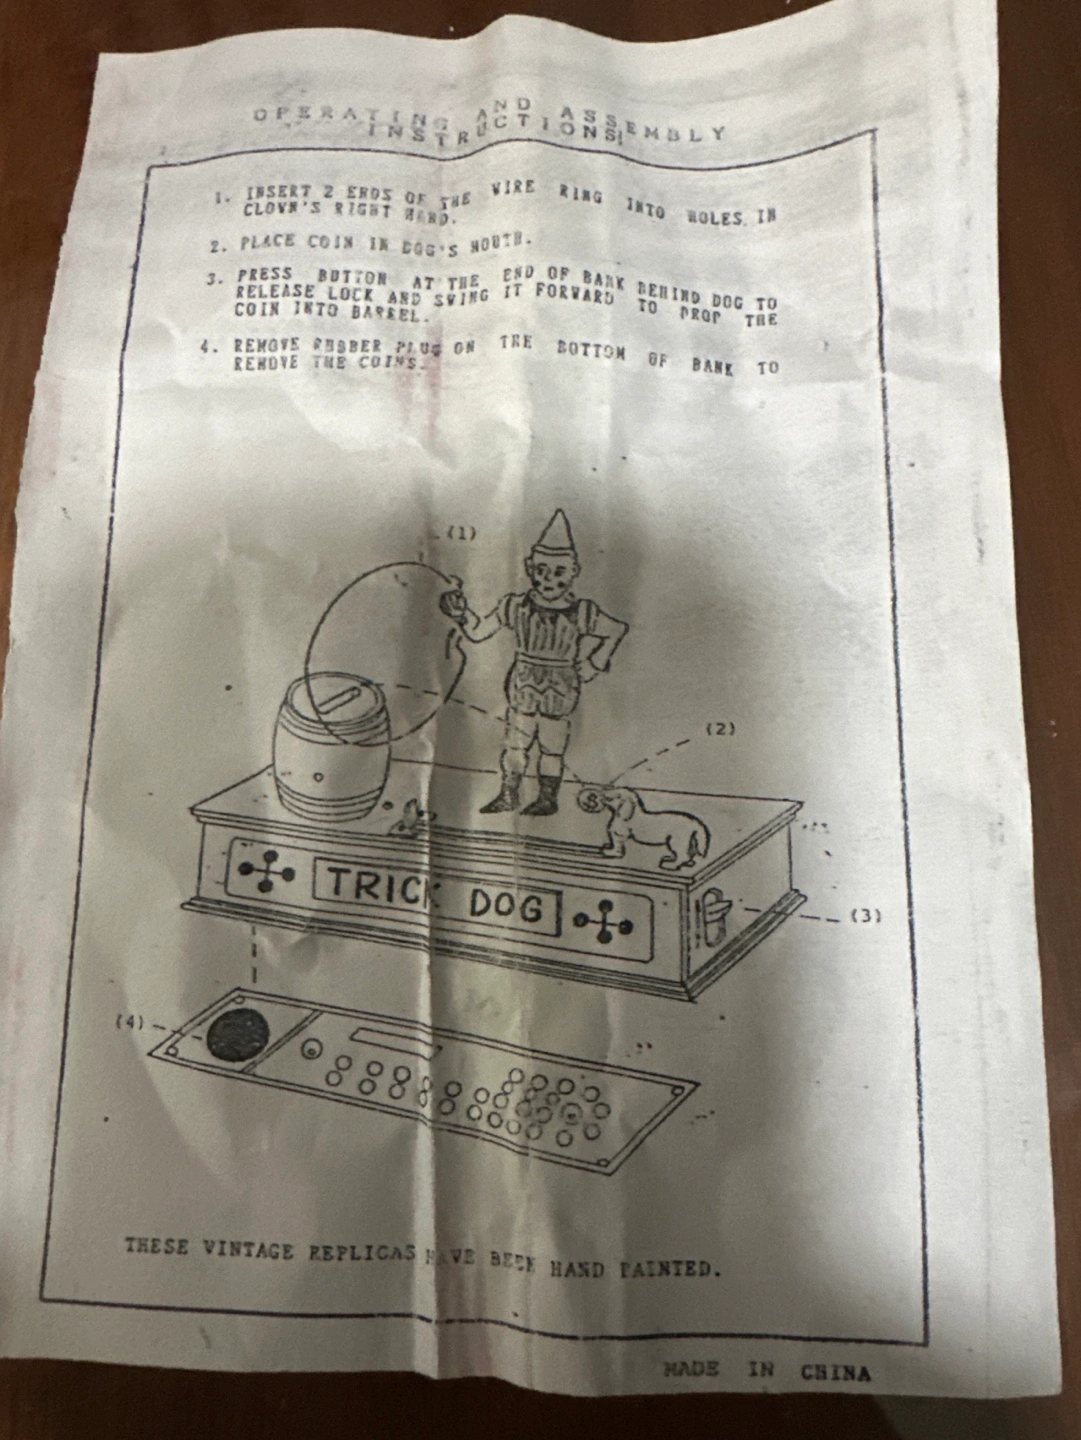 OPERATING AND ASSEMBLY
INSTRUCTIONS
1. INSERT 2 ENDS OF THE WIRE RING INTO HOLES IN
CLOWN'S RIGHT HAND.
2. PLACE COIN IN DOG'S MOUTH.
3. PRESS BUTTON AT THE END OF BANK BEHIND DOG TO
RELEASE LOCK AND SWING IT FORWARD TO DROP THE
COIN INTO BARREL.
4. REMOVE RUBBER PLUG ON THE BOTTOM OF BANK TO
REMOVE THE COINS.
(1)
(2)
$
TRICK DOG
(3)
(4)
THESE VINTAGE REPLICAS HAVE BEEN HAND PAINTED.
MADE IN CHINA